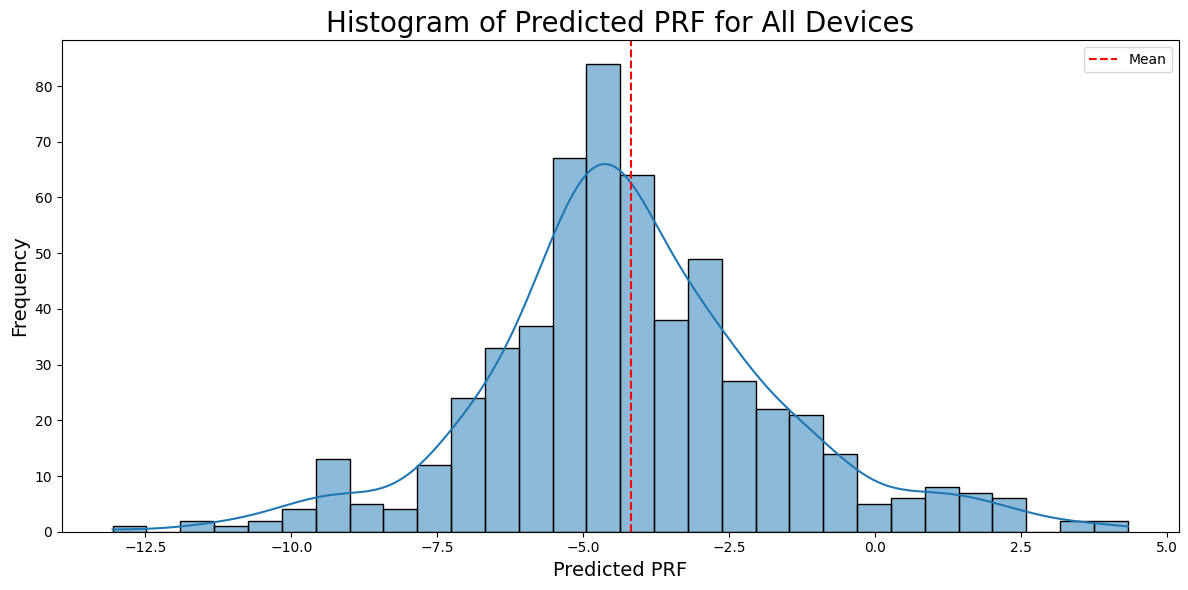 Histogram of Predicted PRF for All Devices
Mean
Frequency
80
70
60
50
40
30
20
10
0
−12.5 −10.0 −7.5 −5.0 −2.5 0.0 2.5 5.0
Predicted PRF